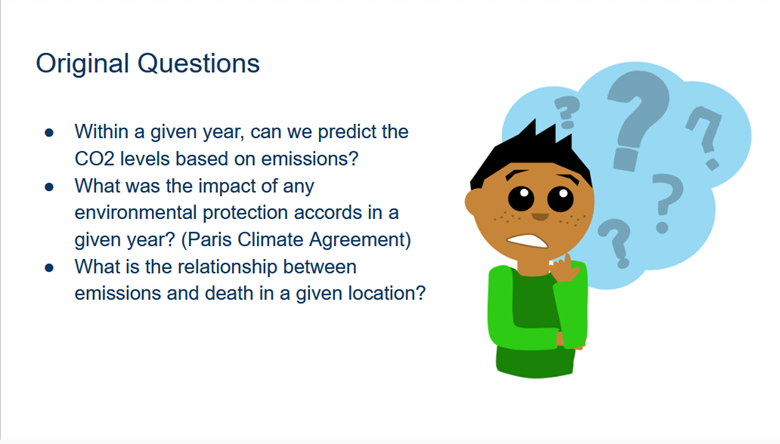 Original Questions
● Within a given year, can we predict the
CO2 levels based on emissions?
● What was the impact of any
environmental protection accords in a
given year? (Paris Climate Agreement)
● What is the relationship between
emissions and death in a given location?
? ? ? ? ?